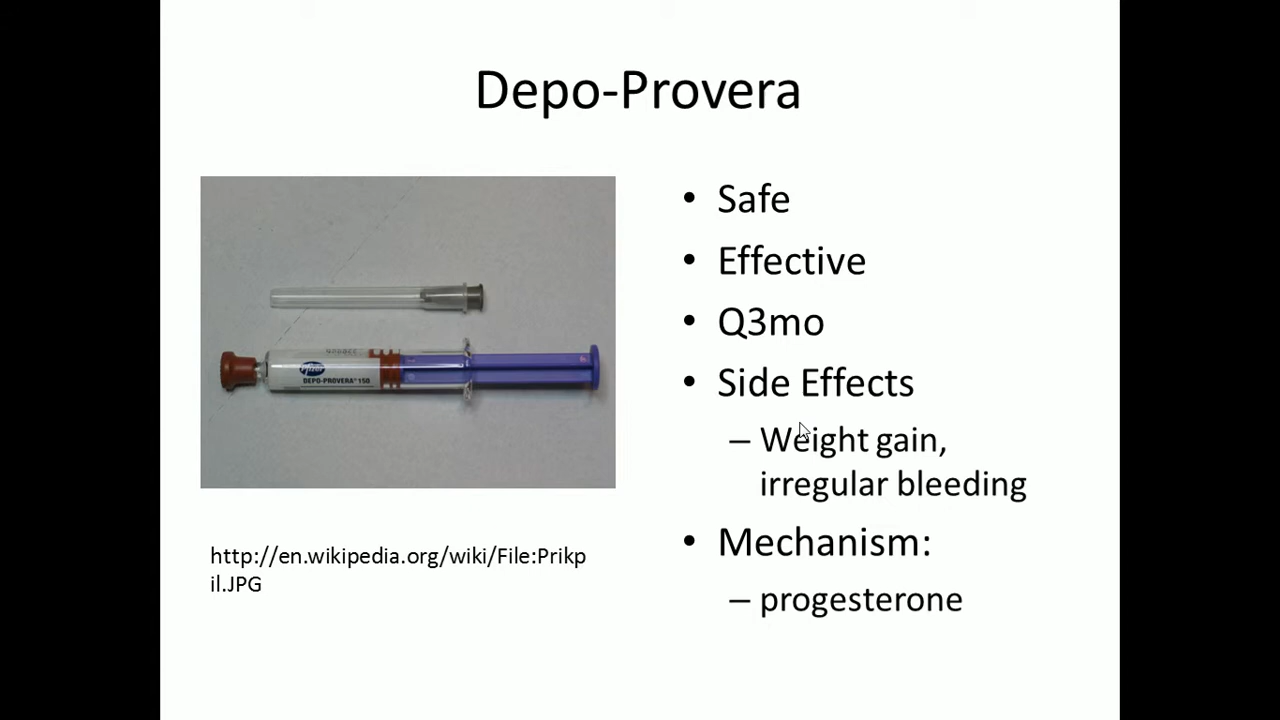 Depo-Provera
• Safe
• Effective
• Q3mo
• Side Effects
– Weight gain,
irregular bleeding
• Mechanism:
– progesterone
Pfizer
DEPO-PROVERA® 150
http://en.wikipedia.org/wiki/File:Prikp
il.JPG